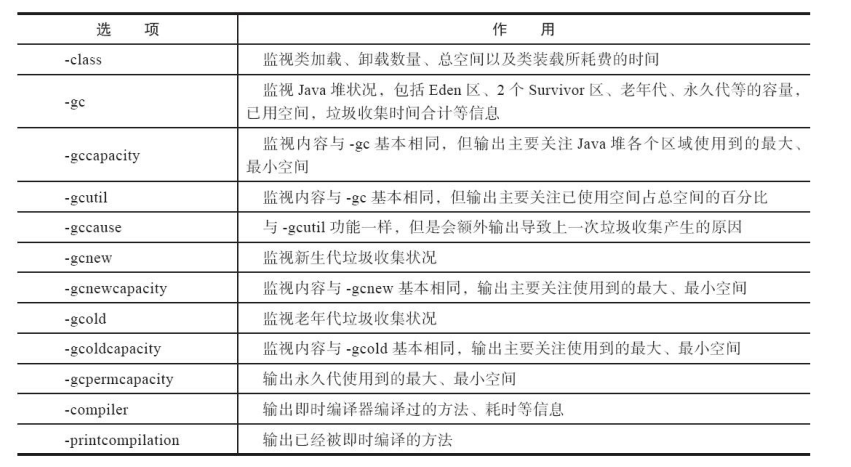 选 项 作 用
-class 监视类加载、卸载数量、总空间以及类装载所耗费的时间
-gc 监视 Java 堆状况，包括 Eden 区、2 个 Survivor 区、老年代、永久代等的容量，
已用空间，垃圾收集时间合计等信息
-gccapacity 监视内容与 -gc 基本相同，但输出主要关注 Java 堆各个区域使用到的最大、
最小空间
-gcutil 监视内容与 -gc 基本相同，但输出主要关注已使用空间占总空间的百分比
-gccause 与 -gcutil 功能一样，但是会额外输出导致上一次垃圾收集产生的原因
-gcnew 监视新生代垃圾收集状况
-gcnewcapacity 监视内容与 -gcnew 基本相同，输出主要关注使用到的最大、最小空间
-gcold 监视老年代垃圾收集状况
-gcoldcapacity 监视内容与 -gcold 基本相同，输出主要关注使用到的最大、最小空间
-gcpermcapacity 输出永久代使用到的最大、最小空间
-compiler 输出即时编译器编译过的方法、耗时等信息
-printcompilation 输出已经被即时编译的方法